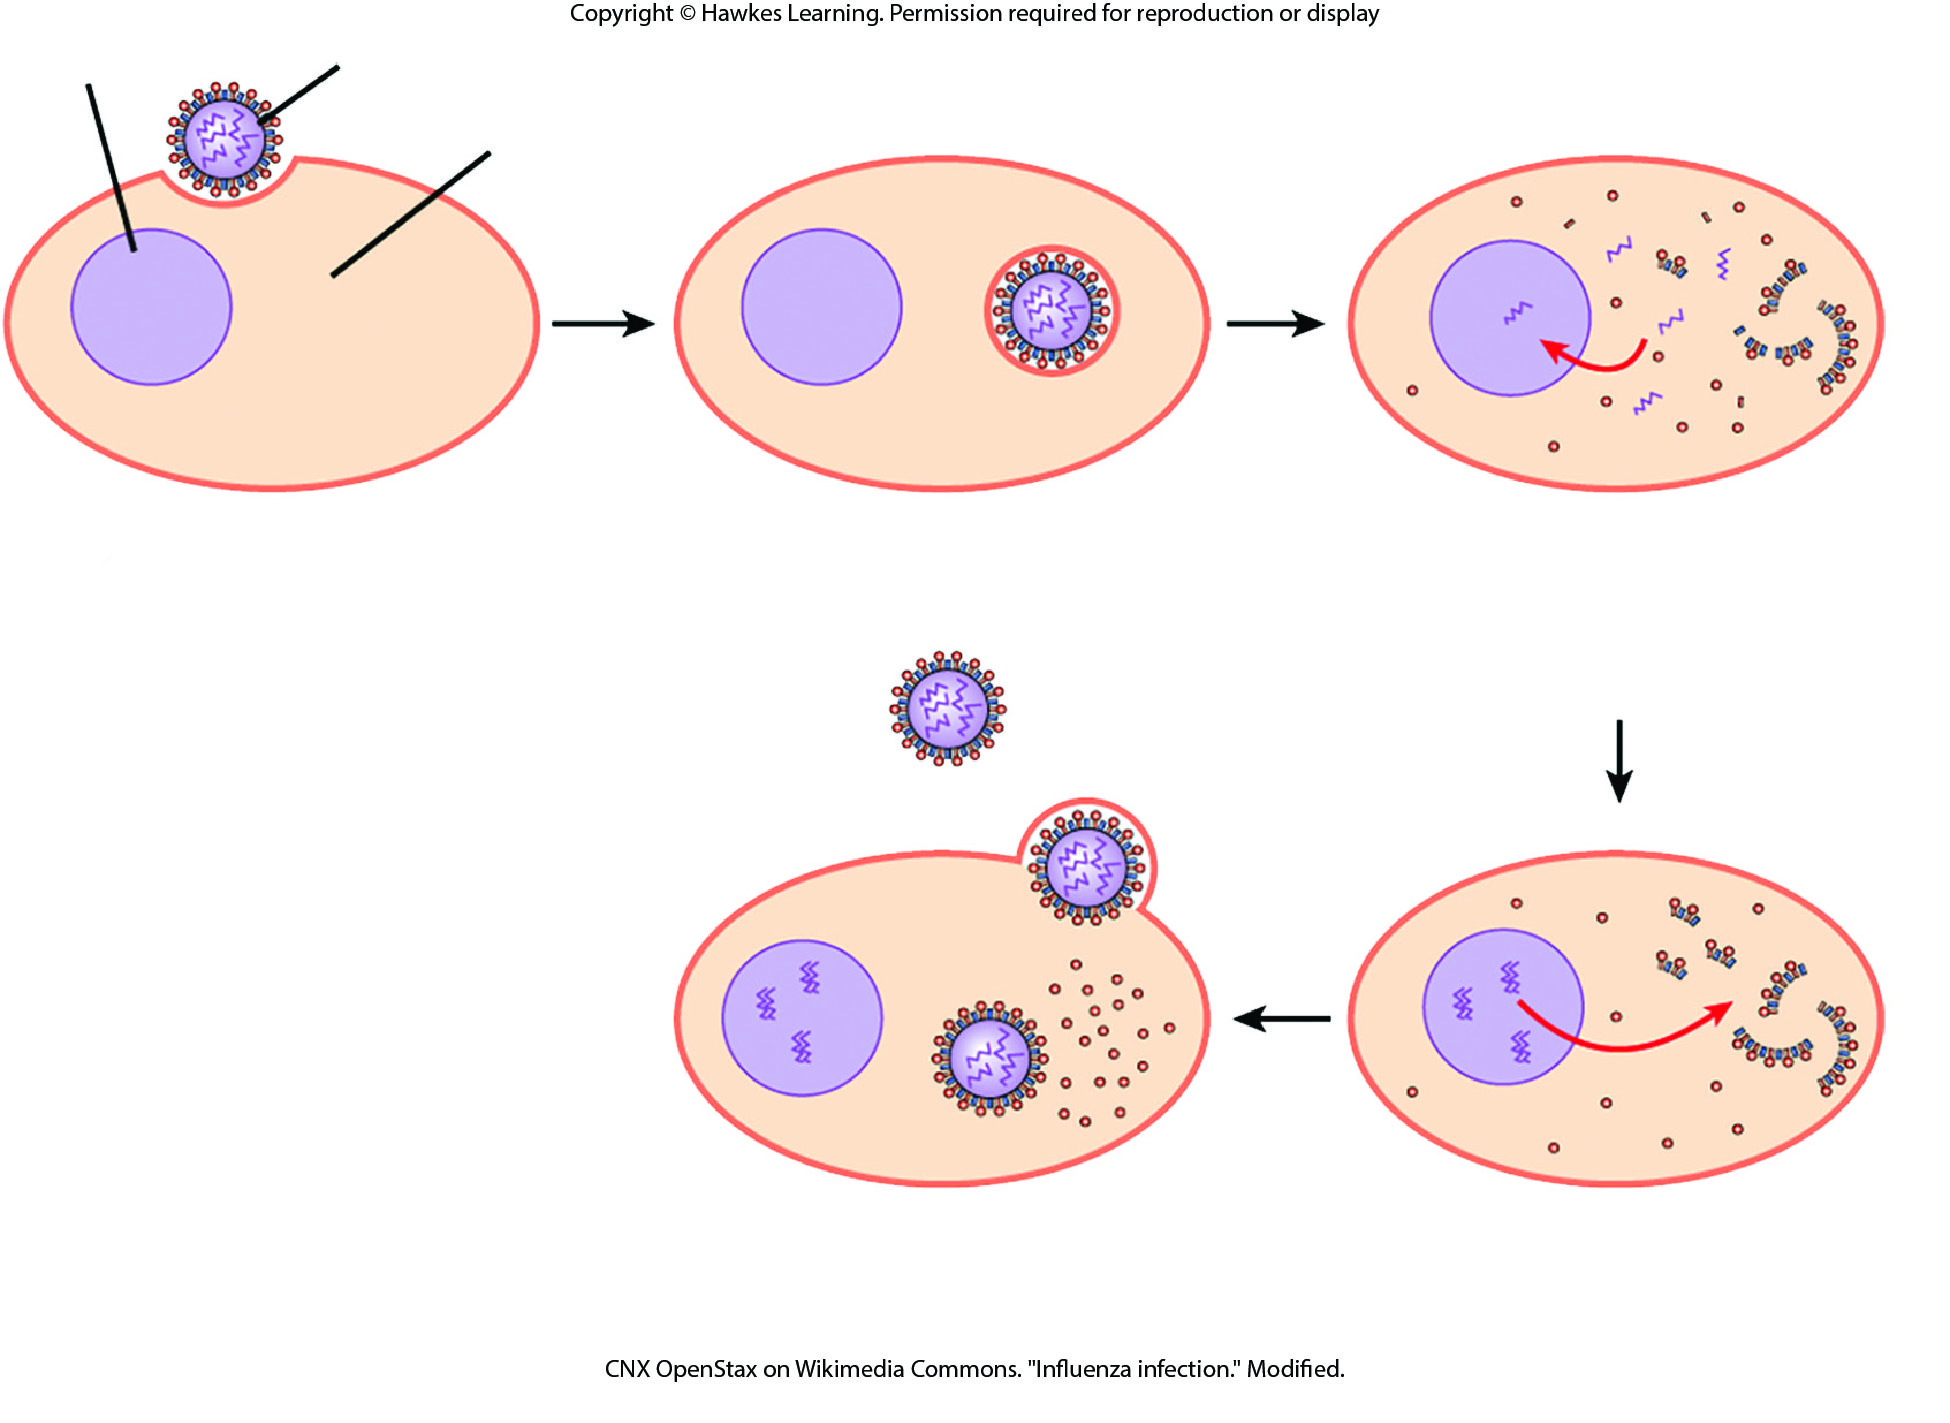 Copyright © Hawkes Learning. Permission required for reproduction or display
CNX OpenStax on Wikimedia Commons. "Influenza infection." Modified.